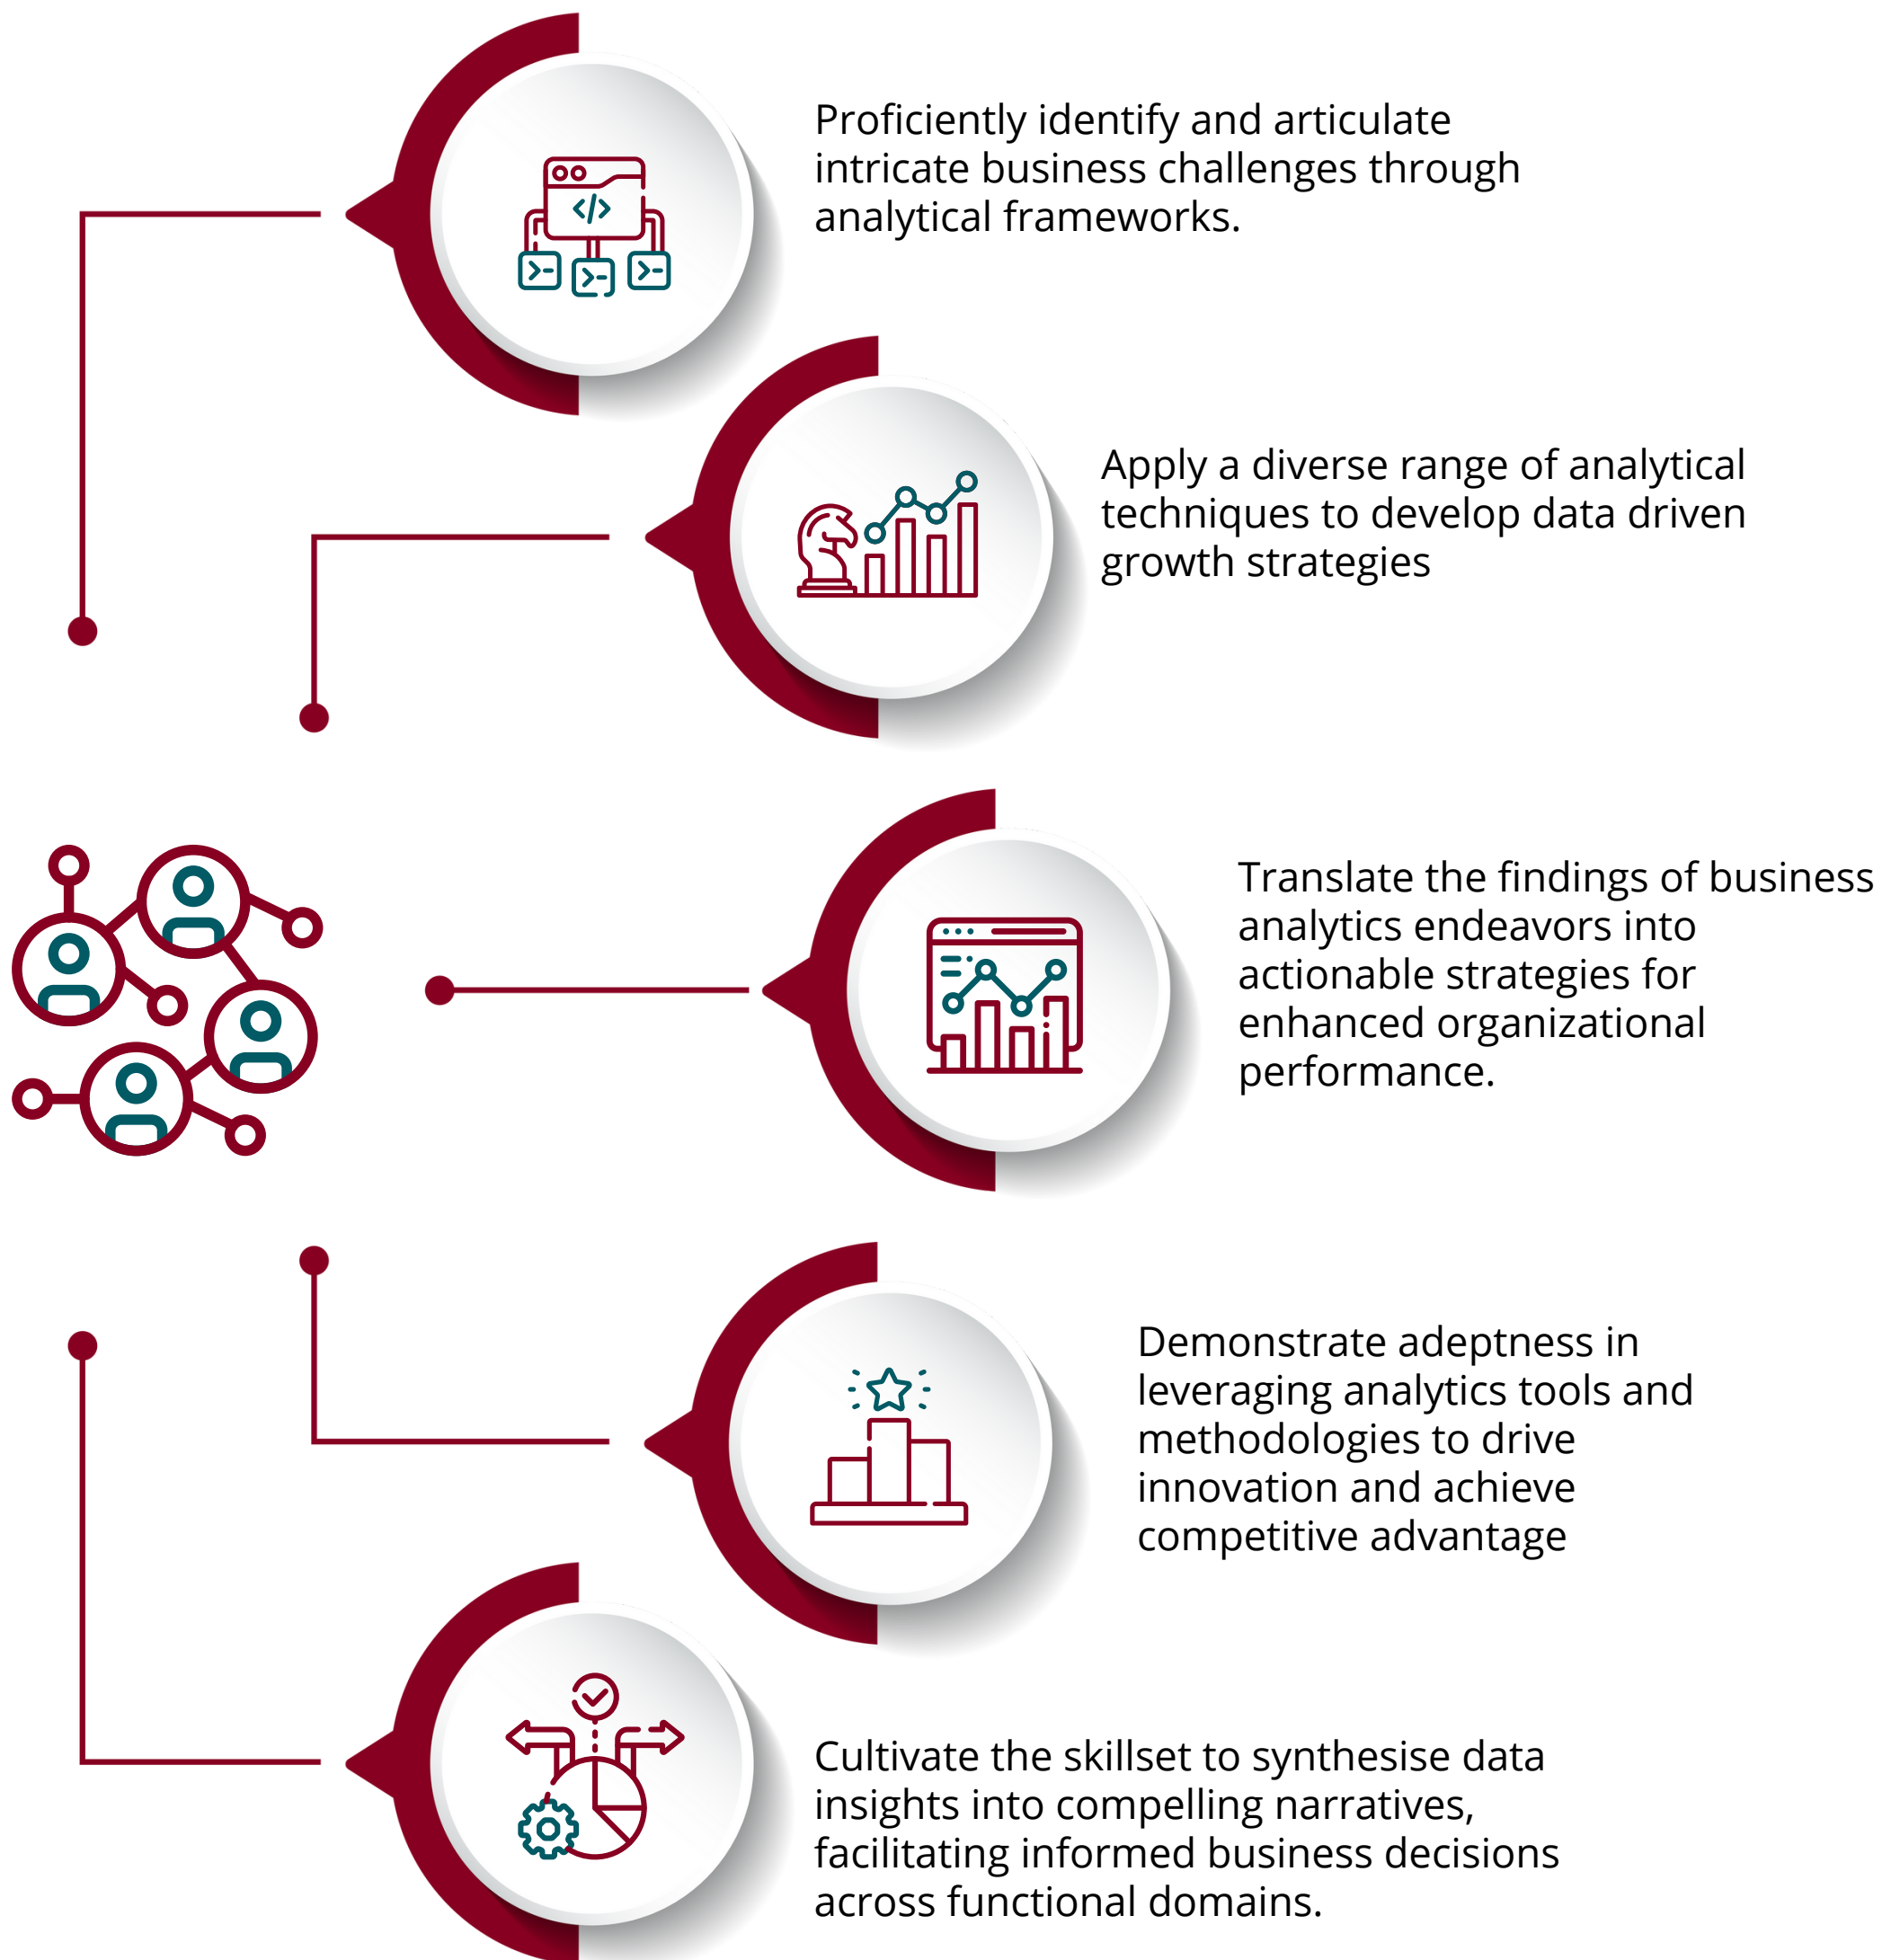 Proficiently identify and articulate
intricate business challenges through
analytical frameworks.
Apply a diverse range of analytical
techniques to develop data driven
growth strategies
Translate the findings of business
analytics endeavors into
actionable strategies for
enhanced organizational
performance.
Demonstrate adeptness in
leveraging analytics tools and
methodologies to drive
innovation and achieve
competitive advantage
Cultivate the skillset to synthesise data
insights into compelling narratives,
facilitating informed business decisions
across functional domains.